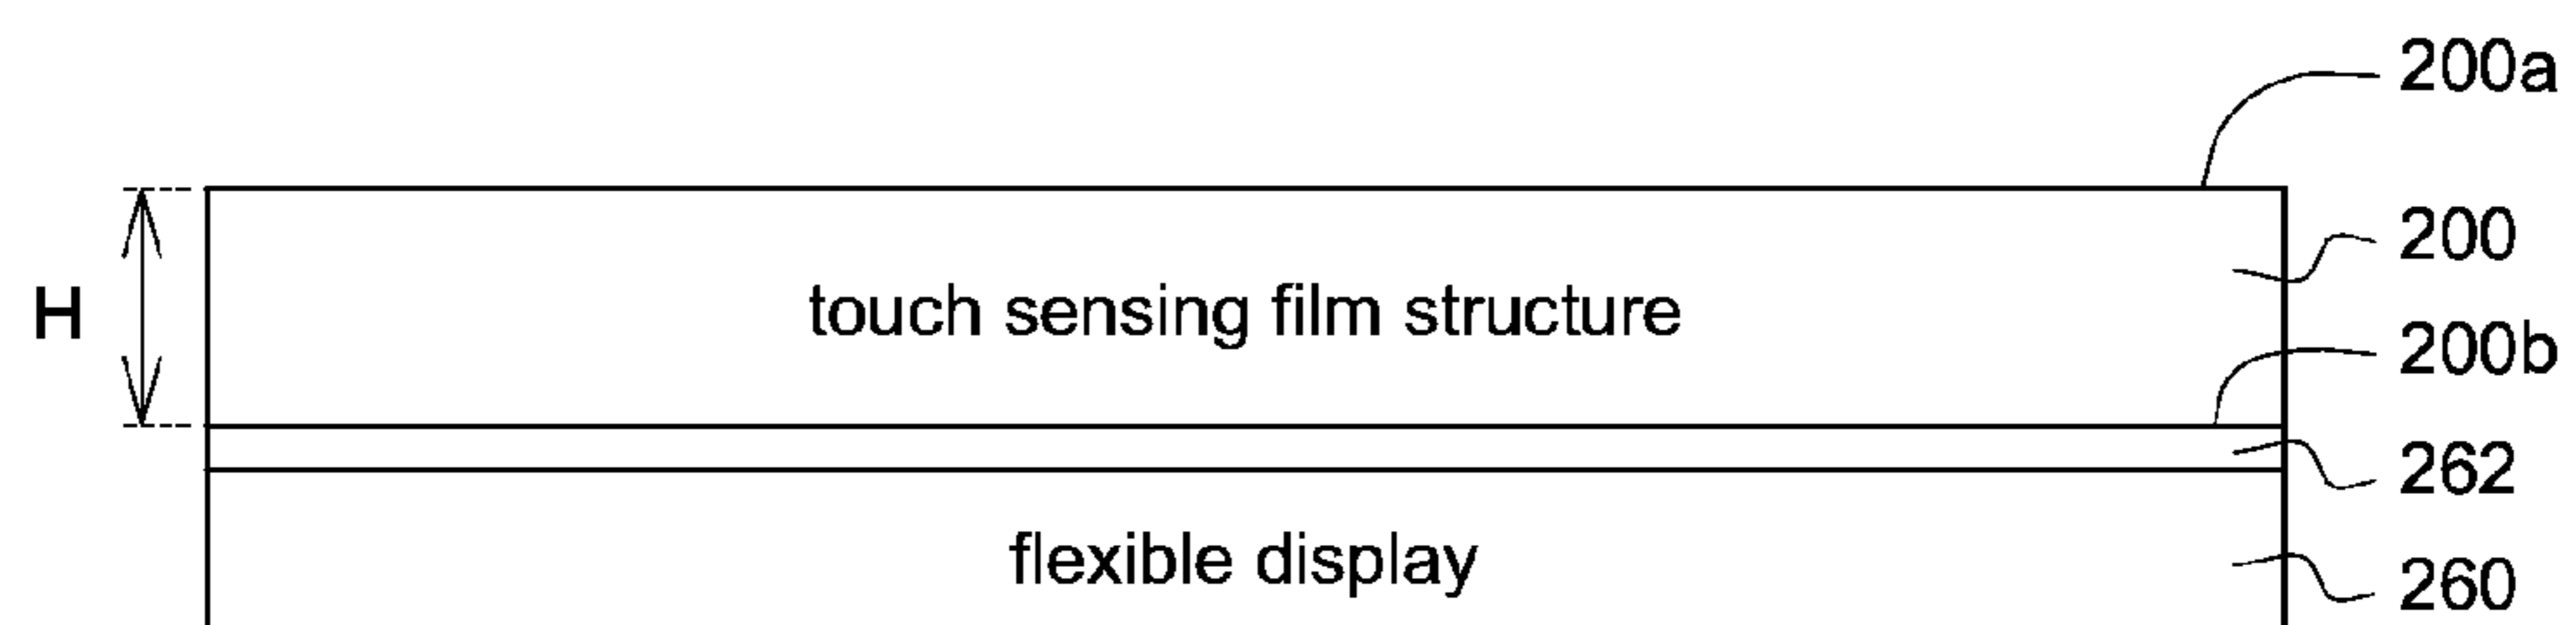 200a
200
H
touch sensing film structure
200b
262
flexible display
260